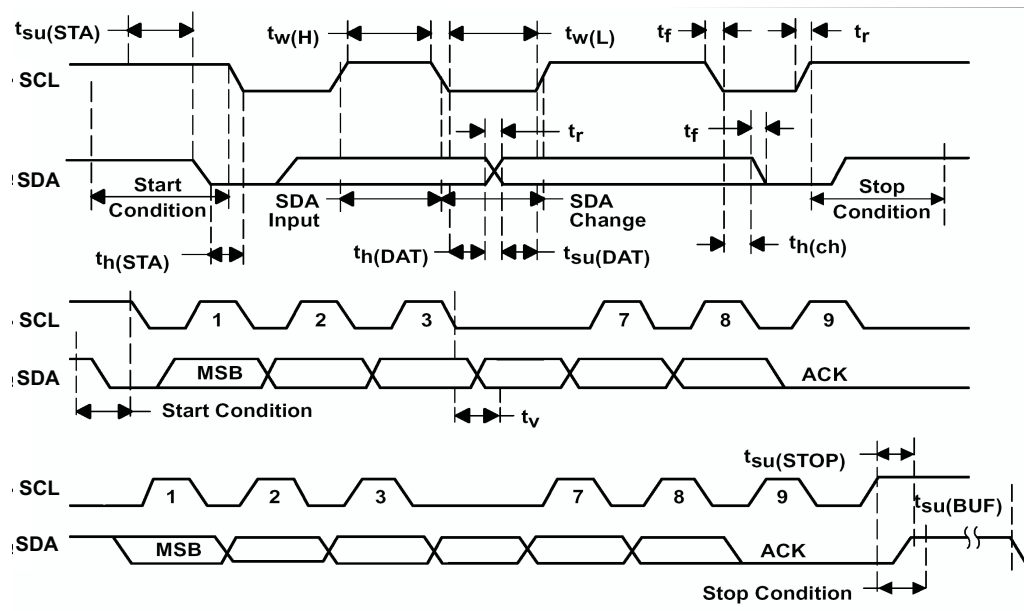 tsu(STA)
tw(H)
tw(L)
tf
tr
SCL
tr
tf
SDA
Start
Condition
SDA
Input
SDA
Change
Stop
Condition
th(STA)
th(DAT)
tsu(DAT)
th(ch)
SCL
1
2
3
7
8
9
SDA
MSB
ACK
Start Condition
tv
tsu(STOP)
SCL
1
2
3
7
8
9
tsu(BUF)
SDA
MSB
ACK
Stop Condition